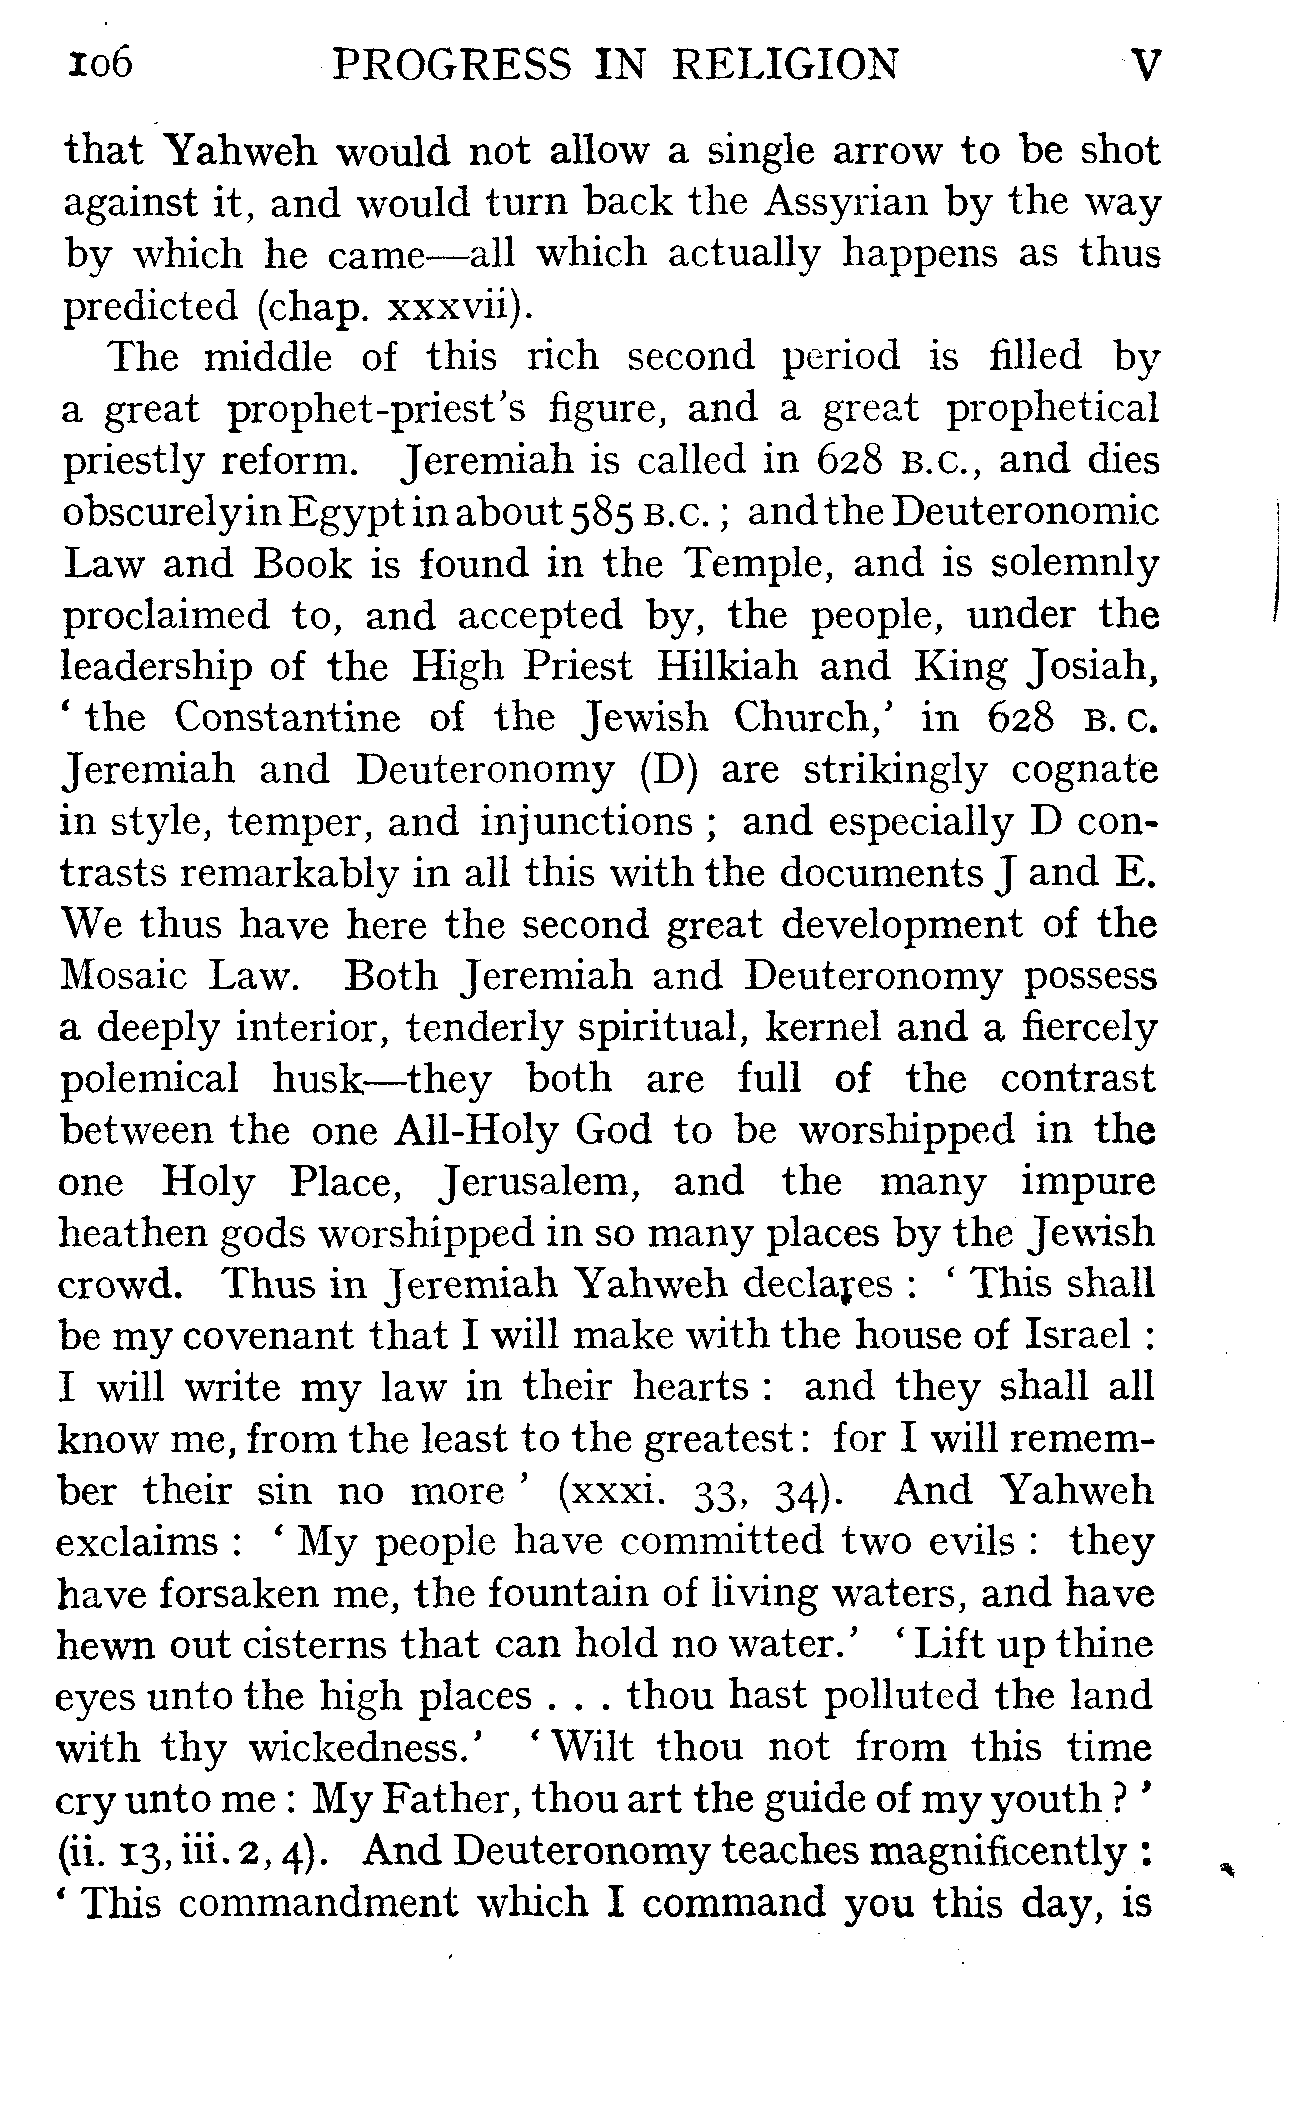 106 PROGRESS IN RELIGION V
that Yahweh would not allow a single arrow to be shot
against it, and would turn back the Assyrian by the way
by which he came—all which actually happens as thus
predicted (chap. xxxvii).
The middle of this rich second period is filled by
a great prophet-priest's figure, and a great prophetical
priestly reform. Jeremiah is called in 628 B.C., and dies
obscurely in Egypt in about 585 B.C.; and the Deuteronomic
Law and Book is found in the Temple, and is solemnly
proclaimed to, and accepted by, the people, under the
leadership of the High Priest Hilkiah and King Josiah,
‘ the Constantine of the Jewish Church,’ in 628 B.C.
Jeremiah and Deuteronomy (D) are strikingly cognate
in style, temper, and injunctions ; and especially D con-
trasts remarkably in all this with the documents J and E.
We thus have here the second great development of the
Mosaic Law. Both Jeremiah and Deuteronomy possess
a deeply interior, tenderly spiritual, kernel and a fiercely
polemical husk—they both are full of the contrast
between the one All-Holy God to be worshipped in the
one Holy Place, Jerusalem, and the many impure
heathen gods worshipped in so many places by the Jewish
crowd. Thus in Jeremiah Yahweh declares : ‘ This shall
be my covenant that I will make with the house of Israel :
I will write my law in their hearts : and they shall all
know me, from the least to the greatest : for I will remem-
ber their sin no more ’ (xxxi. 33, 34). And Yahweh
exclaims : ‘ My people have committed two evils : they
have forsaken me, the fountain of living waters, and have
hewn out cisterns that can hold no water.’ ‘ Lift up thine
eyes unto the high places . . . thou hast polluted the land
with thy wickedness.’ ‘ Wilt thou not from this time
cry unto me : My Father, thou art the guide of my youth ? ’
(ii. 13, iii. 2, 4). And Deuteronomy teaches magnificently :
‘ This commandment which I command you this day, is